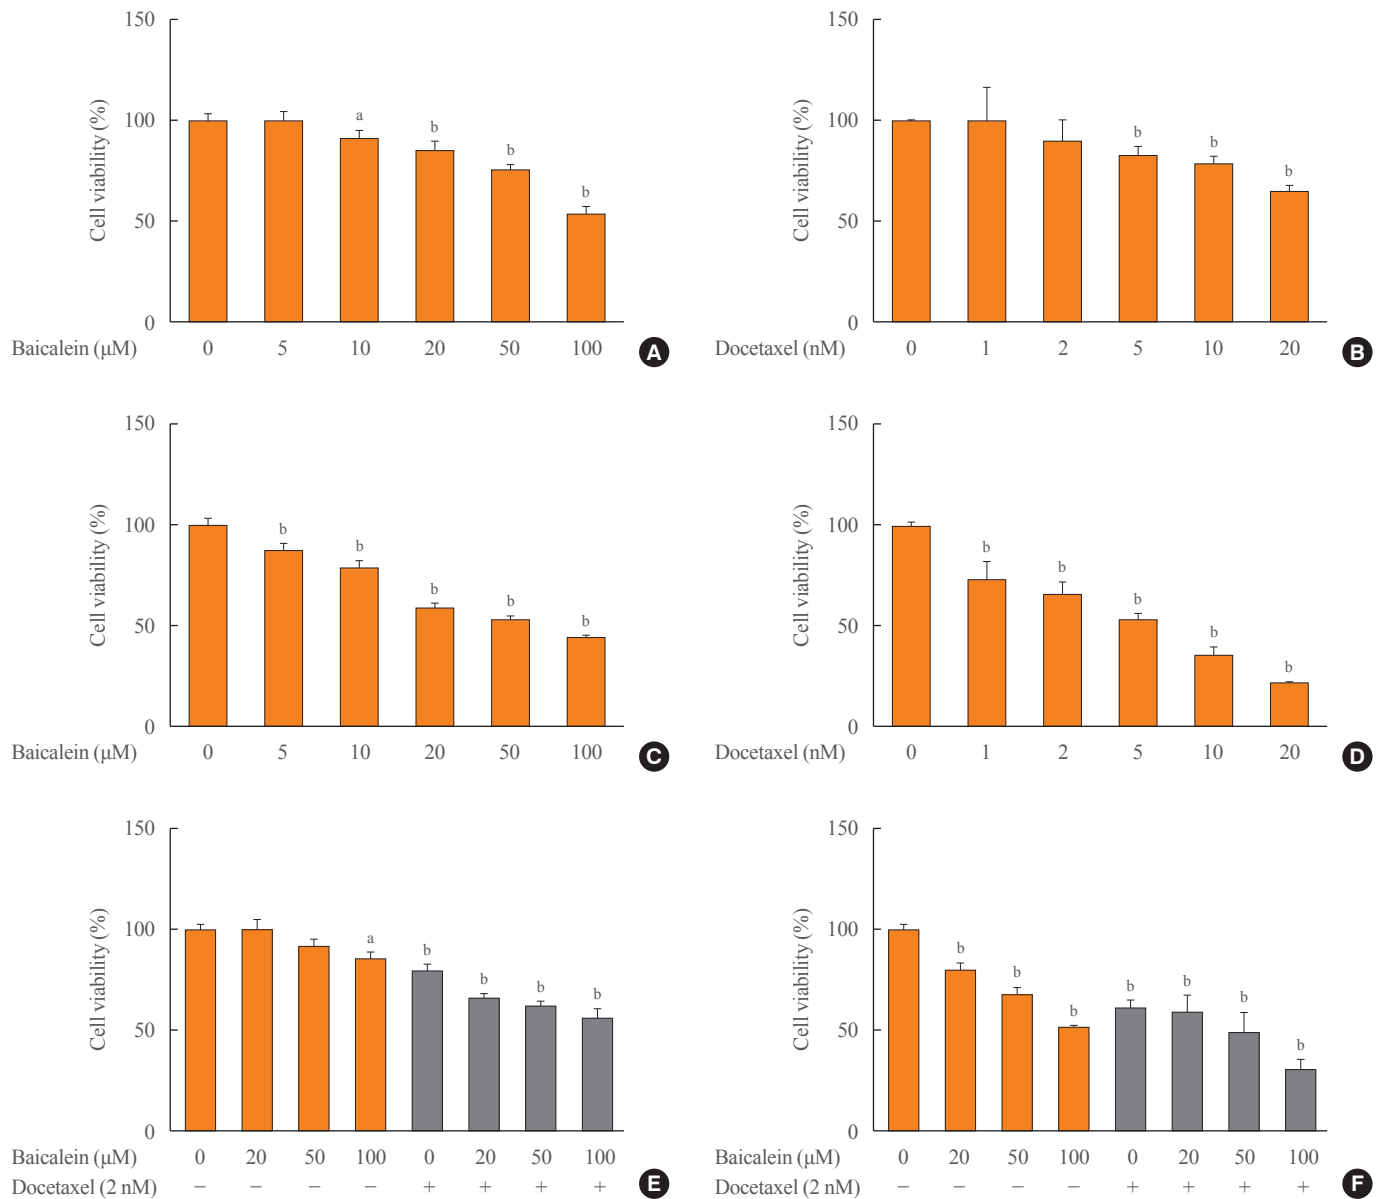 150
100
50
0
Cell viability (%)
a
b
b
b
Baicalein (μM) 0 5 10 20 50 100
A
150
100
50
0
Cell viability (%)
b
b
b
Docetaxel (nM) 0 1 2 5 10 20
B
150
100
50
0
Cell viability (%)
b
b
b
b
b
Baicalein (μM) 0 5 10 20 50 100
C
150
100
50
0
Cell viability (%)
b
b
b
b
b
Docetaxel (nM) 0 1 2 5 10 20
D
150
100
50
0
Cell viability (%)
a
b
b
b
b
Baicalein (μM) 0 20 50 100 0 20 50 100
Docetaxel (2 nM) − − − − + + + +
E
150
100
50
0
Cell viability (%)
b
b
b
b
b
b
b
Baicalein (μM) 0 20 50 100 0 20 50 100
Docetaxel (2 nM) − − − − + + + +
F